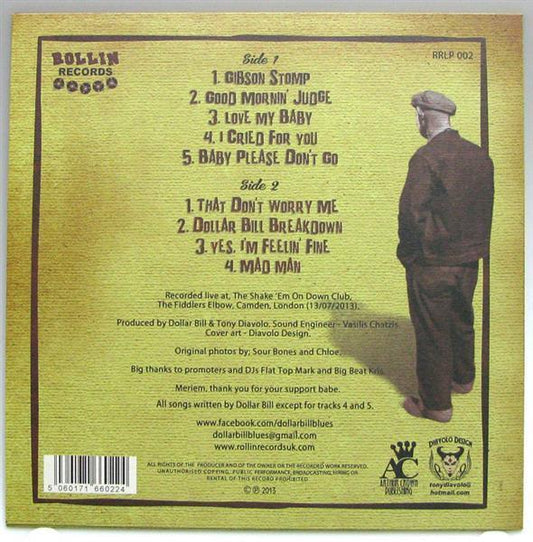 ROLLIN
RECORDS
RRLP 002
Side 1
1. GIBSON STOMP
2. GOOD MORNIN' JUDGE
3. LOVE MY BABY
4. I CRIED FOR YOU
5. BABY PLEASE DON'T GO
Side 2
1. THAT DON'T WORRY ME
2. DOLLAR BILL BREAKDOWN
3. YES, I'M FEELIN' FINE
4. MAD MAN
Recorded live at, The Shake 'Em On Down Club,
The Fiddlers Elbow, Camden, London (13/07/2013).
Produced by Dollar Bill & Tony Diavolo. Sound Engineer - Vasilis Chatzis.
Cover art - Diavolo Design.
Original photos by; Sour Bones and Chloe.
Big thanks to promoters and DJs Flat Top Mark and Big Beat Kris.
Meriem, thank you for your support babe.
All songs written by Dollar Bill except for tracks 4 and 5.
www.facebook.com/dollarbillblues
dollarbillblues@gmail.com
www.rollinrecordsuk.com
ALL RIGHTS OF THE PRODUCER AND OF THE OWNER OR THE RECORDED WORK RESERVED.
UNAUTHORISED COPYING, PUBLIC PERFORMANCE, BROADCASTING, HIRING OR
RENTAL OF THIS RECORD PROHIBITED
© ℗ 2013
5 060171 660224
AC
ARTHUR CROWN
PUBLISHING
DIAVOLO DESIGN
hotmail.com